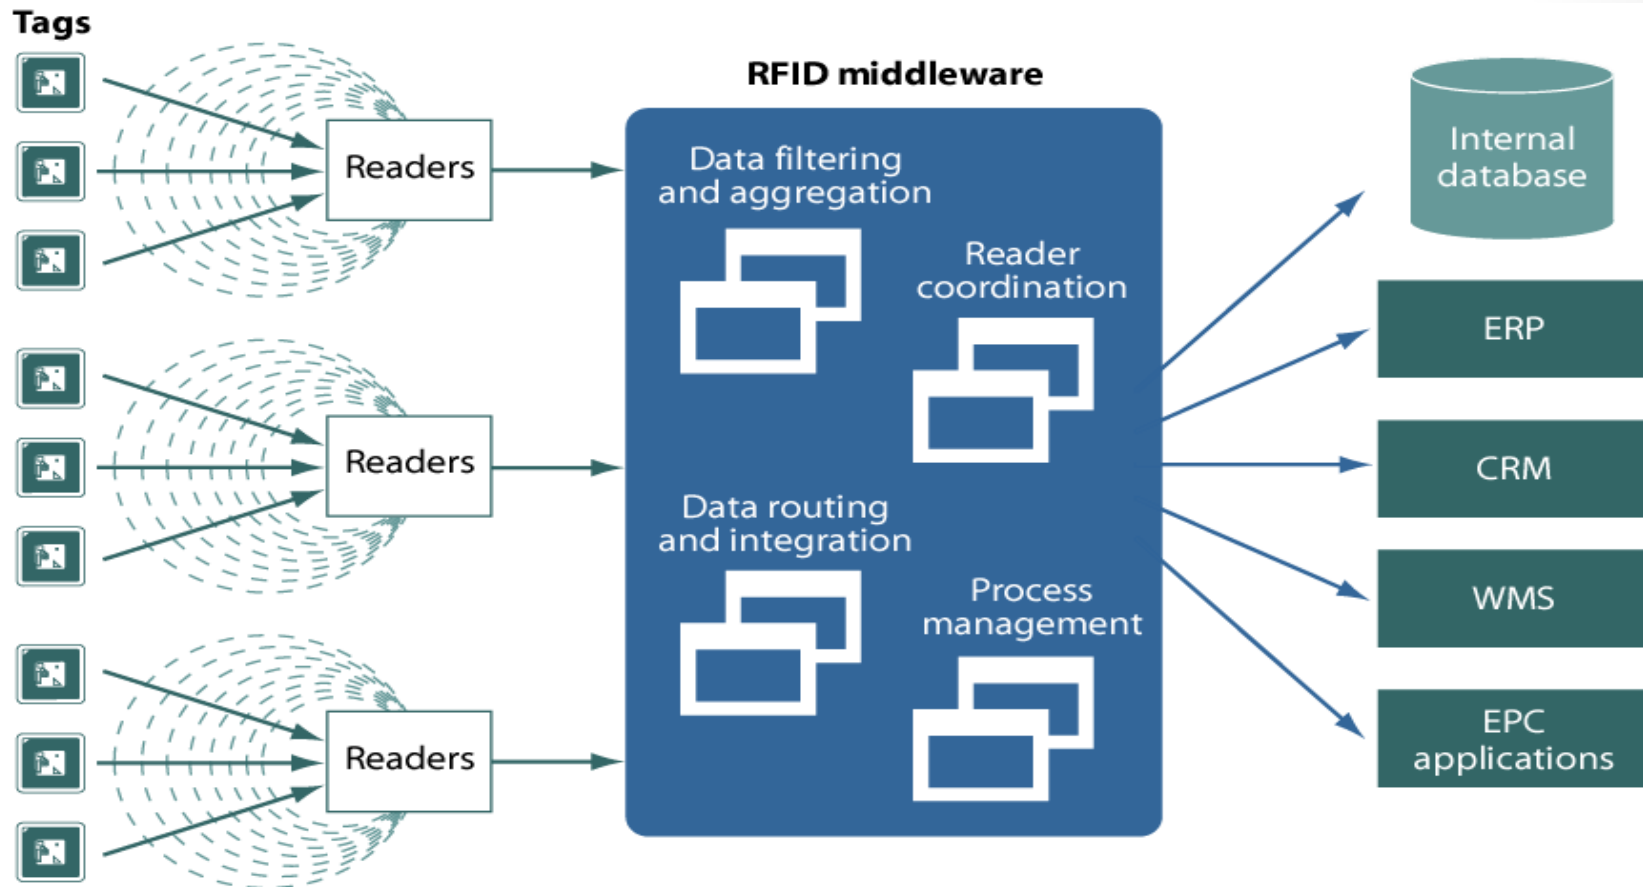 Tags
RFID middleware
Readers
Readers
Readers
Data filtering
and aggregation
Reader
coordination
Data routing
and integration
Process
management
Internal
database
ERP
CRM
WMS
EPC
applications